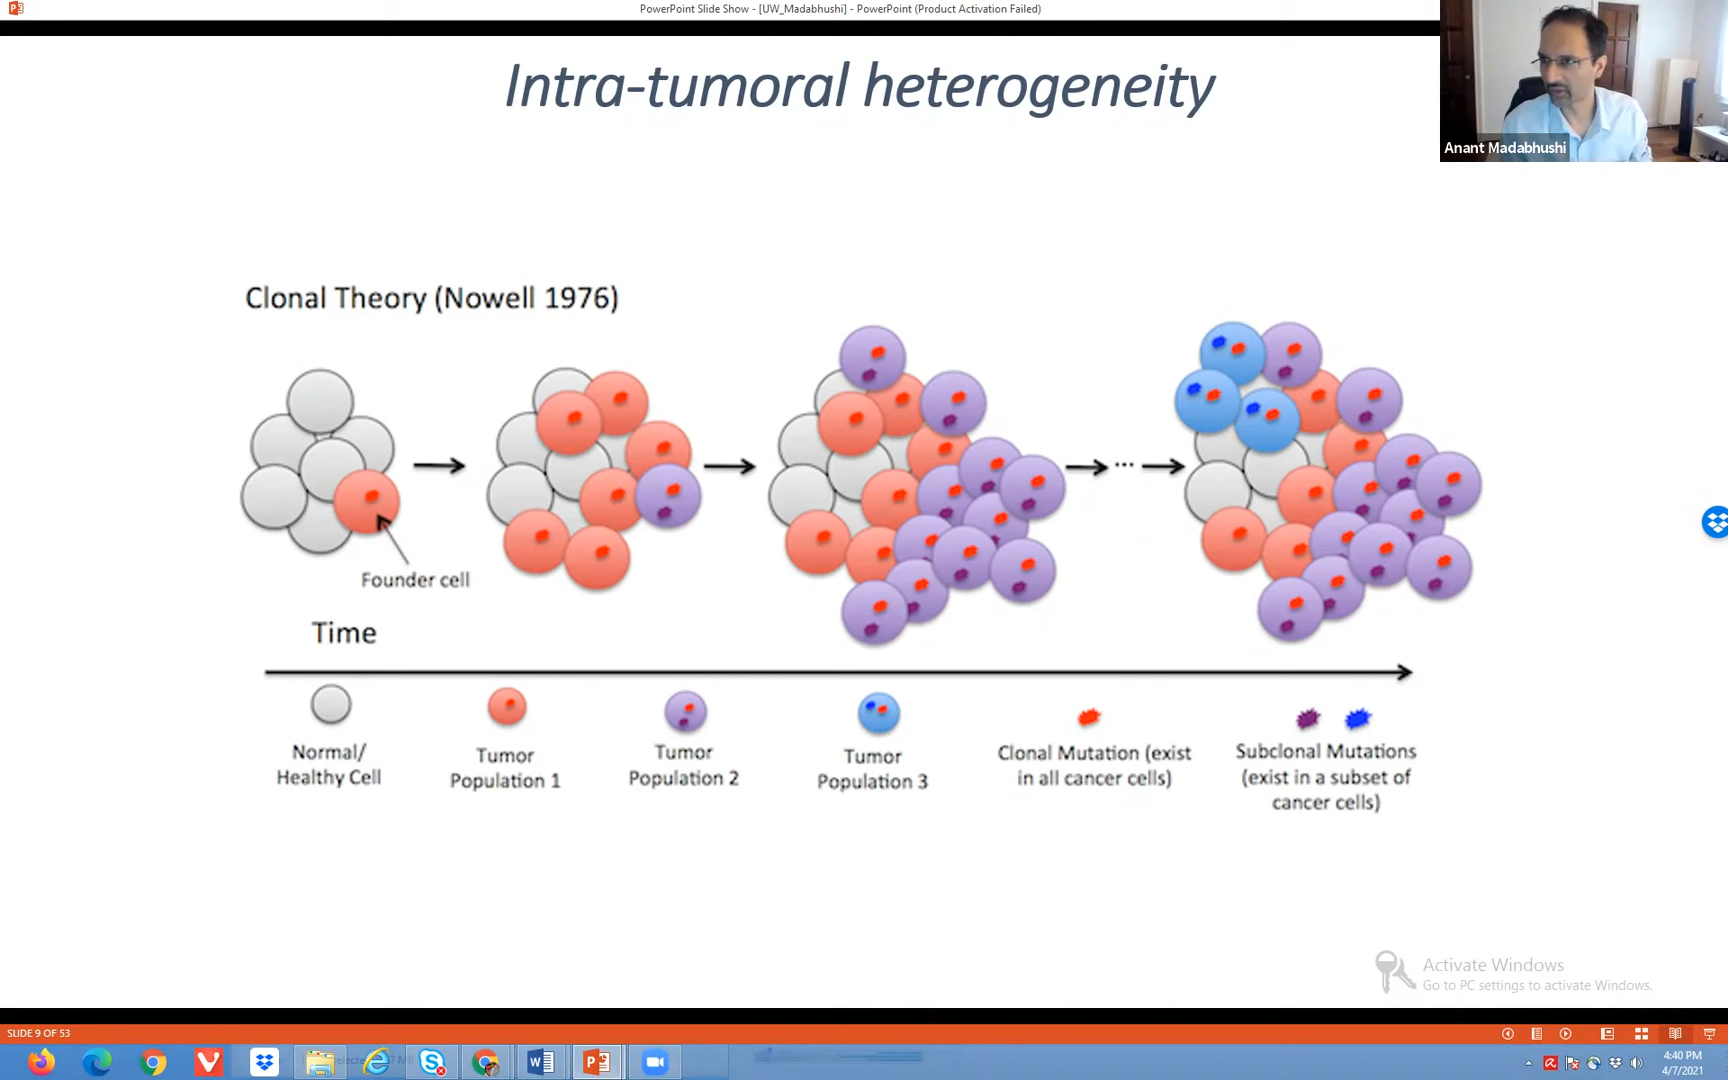 PowerPoint Slide Show - [UW_Madabhushi] - PowerPoint (Product Activation Failed)
Intra-tumoral heterogeneity
Anant Madabhushi
Clonal Theory (Nowell 1976)
Founder cell
Time
Normal/
Healthy Cell
Tumor
Population 1
Tumor
Population 2
Tumor
Population 3
Clonal Mutation (exist
in all cancer cells)
Subclonal Mutations
(exist in a subset of
cancer cells)
Activate Windows
Go to PC settings to activate Windows.
SLIDE 9 OF 53
4:40 PM
4/7/2021